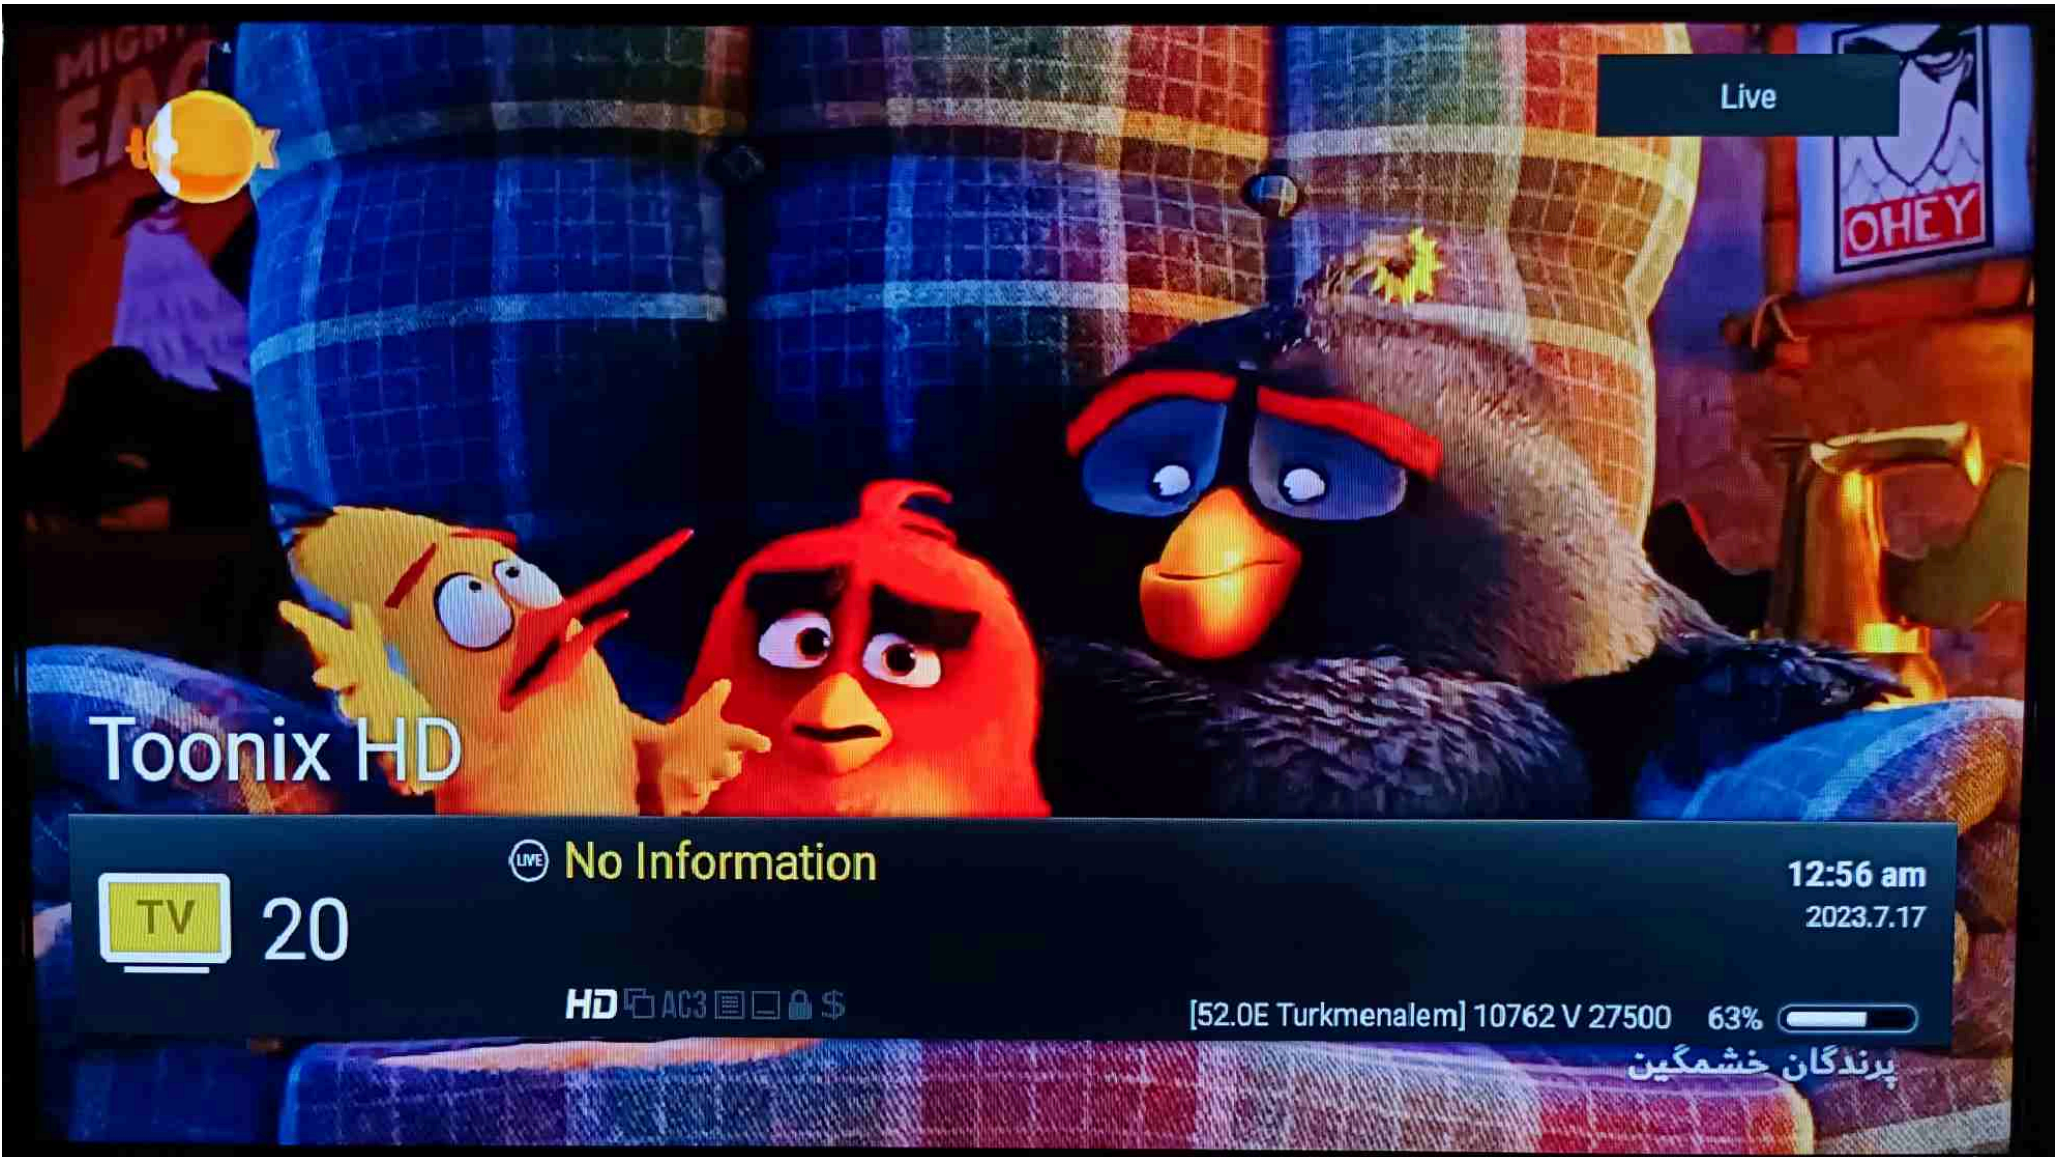 Live
OHEY
Toonix HD
LIVE No Information
12:56 am
TV 20
2023.7.17
HD AC3 $
[52.0E Turkmenalem] 10762 V 27500 63%
پرندگان خشمگین